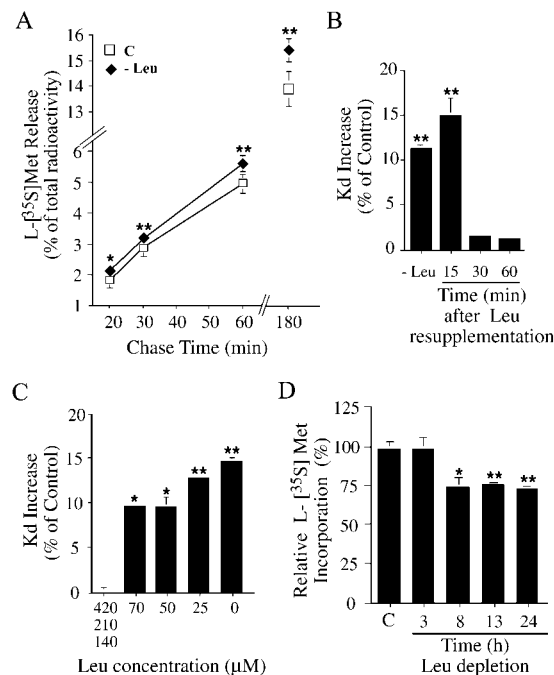 A
C
- Leu
L-[³⁵S]Met Release
(% of total radioactivity)
16
15
14
13
6
5
4
3
2
1
*
**
**
**
20 30 40 50 60 180
Chase Time (min)
B
Kd Increase
(% of Control)
20
15
10
5
0
**
**
- Leu 15 30 60
Time (min)
after Leu
resupplementation
C
Kd Increase
(% of Control)
20
15
10
5
0
*
*
**
**
420 70 50 25 0
210
140
Leu concentration (µM)
D
Relative L- [³⁵S] Met
Incorporation (%)
125
100
75
50
25
0
*
**
**
C 3 8 13 24
Time (h)
Leu depletion